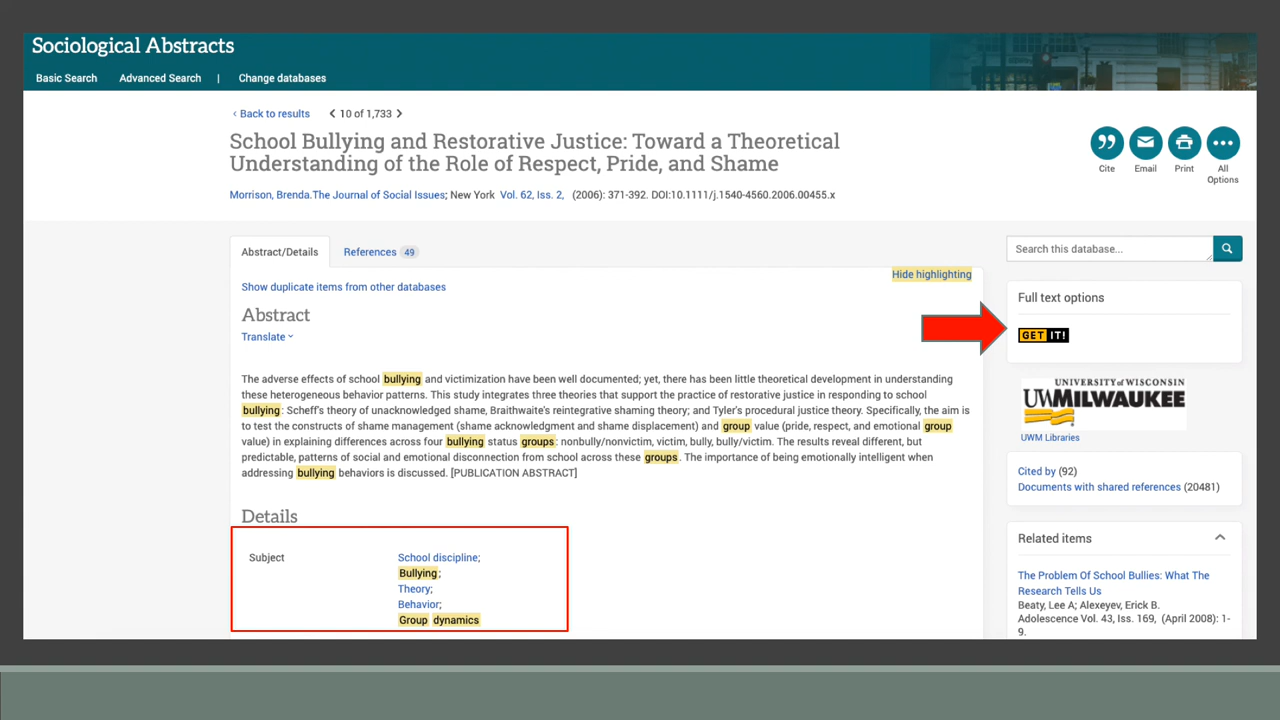 Sociological Abstracts
Basic Search Advanced Search | Change databases
‹ Back to results 10 of 1,733
School Bullying and Restorative Justice: Toward a Theoretical
Understanding of the Role of Respect, Pride, and Shame
Morrison, Brenda.The Journal of Social Issues; New York Vol. 62, Iss. 2, (2006): 371-392. DOI:10.1111/j.1540-4560.2006.00455.x
Cite
Email
Print
All
Options
Abstract/Details References 49
Hide highlighting
Show duplicate items from other databases
Abstract
Translate
The adverse effects of school bullying and victimization have been well documented; yet, there has been little theoretical development in understanding
these heterogeneous behavior patterns. This study integrates three theories that support the practice of restorative justice in responding to school
bullying: Scheff's theory of unacknowledged shame, Braithwaite's reintegrative shaming theory; and Tyler's procedural justice theory. Specifically, the aim is
to test the constructs of shame management (shame acknowledgment and shame displacement) and group value (pride, respect, and emotional group
value) in explaining differences across four bullying status groups: nonbully/nonvictim, victim, bully, bully/victim. The results reveal different, but
predictable, patterns of social and emotional disconnection from school across these groups. The importance of being emotionally intelligent when
addressing bullying behaviors is discussed. [PUBLICATION ABSTRACT]
Details
Subject
School discipline;
Bullying;
Theory;
Behavior;
Group dynamics
Search this database...
Full text options
GET IT!
UNIVERSITY of WISCONSIN
UWMILWAUKEE
UWM Libraries
Cited by (92)
Documents with shared references (20481)
Related items
The Problem Of School Bullies: What The
Research Tells Us
Beaty, Lee A; Alexeyev, Erick B.
Adolescence Vol. 43, Iss. 169, (April 2008): 1-
9.